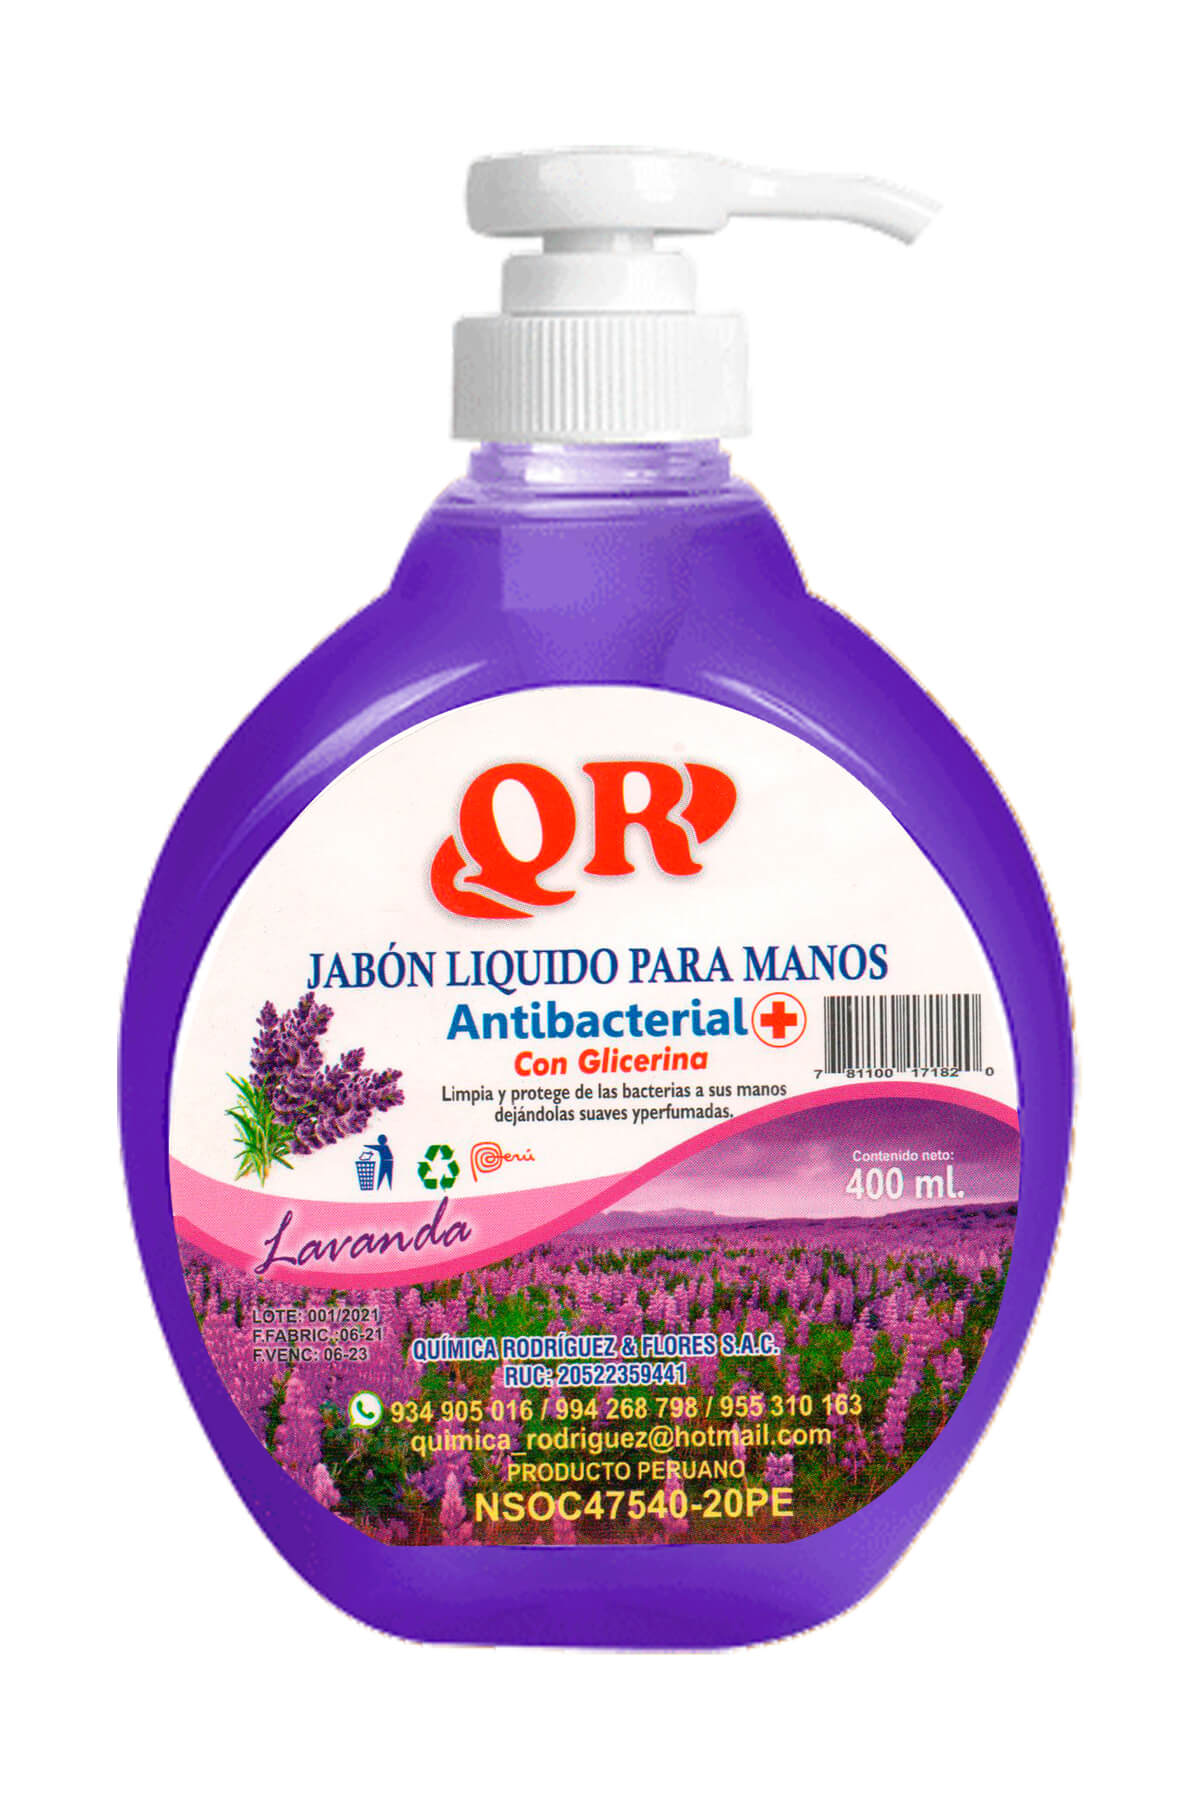 QR
JABÓN LIQUIDO PARA MANOS
Antibacterial
Con Glicerina
Limpia y protege de las bacterias a sus manos
dejándolas suaves yperfumadas.
7 81100 17182 0
Perú
Contenido neto:
400 ml.
Lavanda
LOTE: 001/2021
F.FABRIC.:06-21
F.VENC: 06-23
QUÍMICA RODRÍGUEZ & FLORES S.A.C.
RUC: 20522359441
934 905 016 / 994 268 798 / 955 310 163
quimica_rodriguez@hotmail.com
PRODUCTO PERUANO
NSOC47540-20PE